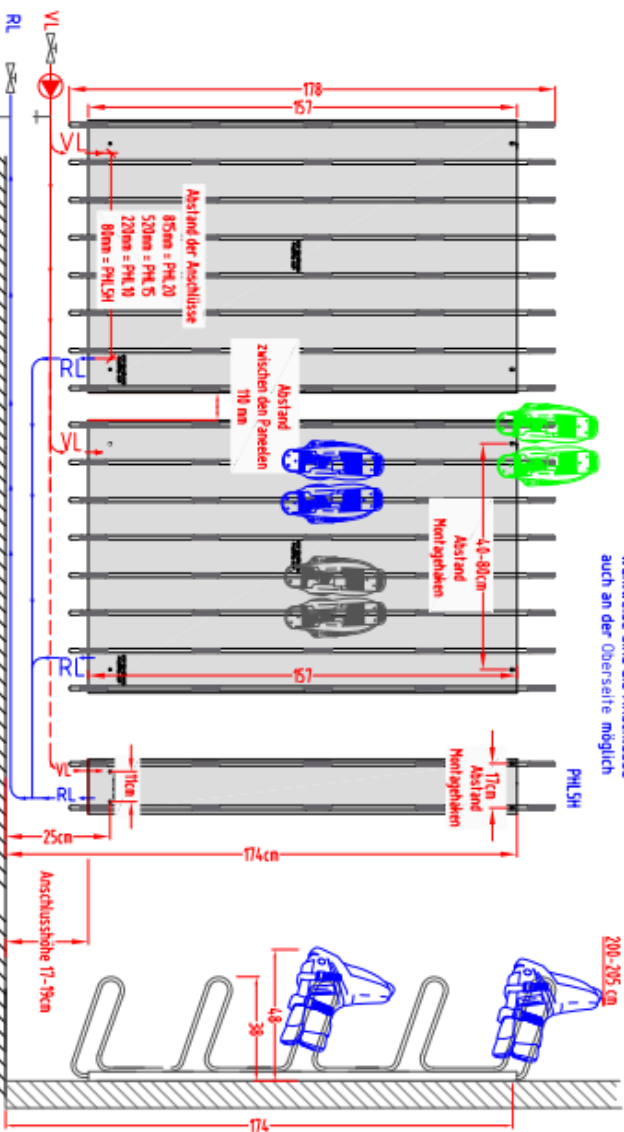 auch an der Oberseite möglich
RL
VL
178
157
VL
Abstand der Anschlüsse
815mm = PHL20
520mm = PHL15
220mm = PHL10
80mm = PHL5H
RL
Abstand
zwischen den Paneelen
110 mm
VL
40-80cm
Abstand
Montagehaken
157
RL
PHL5H
17cm
Abstand
Montagehaken
11cm
VL
RL
25cm
174cm
Anschlusshöhe 17-19cm
200-205 cm
48
38
174